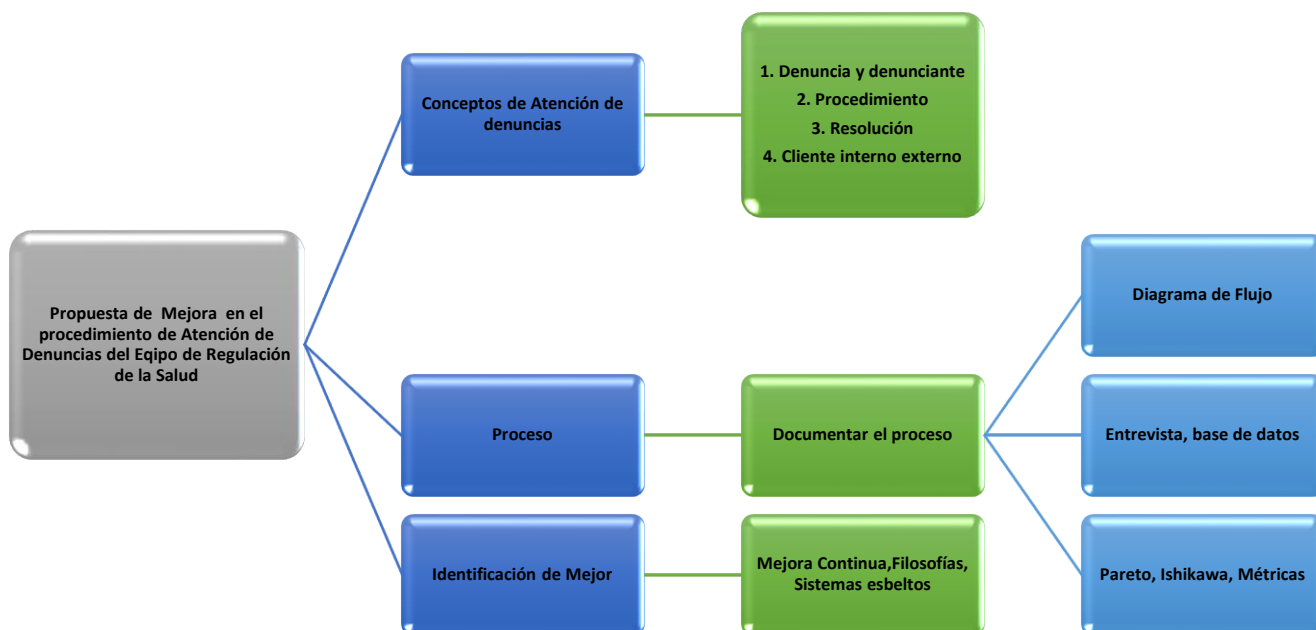 Propuesta de Mejora en el
procedimiento de Atención de
Denuncias del Eqipo de Regulación
de la Salud
Conceptos de Atención de
denuncias
1. Denuncia y denunciante
2. Procedimiento
3. Resolución
4. Cliente interno externo
Proceso
Documentar el proceso
Diagrama de Flujo
Entrevista, base de datos
Pareto, Ishikawa, Métricas
Identificación de Mejor
Mejora Continua,Filosofías,
Sistemas esbeltos